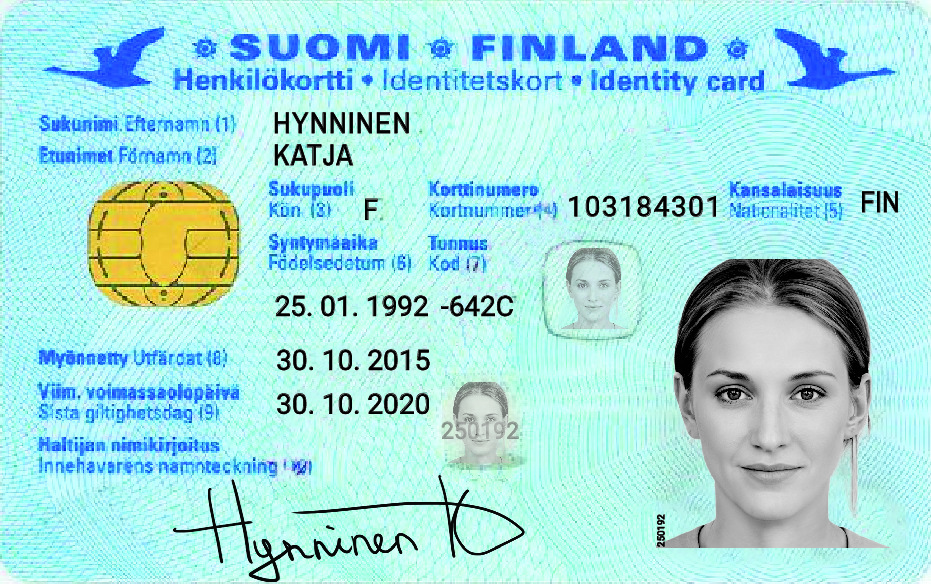 SUOMI FINLAND
Henkilökortti • Identitetskort • Identity card
Sukunimi Efternamn (1) HYNNINEN
Etunimet Förnamn (2) KATJA
Sukupuoli Korttinumero Kansalaisuus
Kön (3) F Kortnummer (4) 103184301 Nationalitet (5) FIN
Syntymäaika Tunnus
Födelsedatum (6) Kod (7)
25. 01. 1992 -642C
Myönnetty Utfärdat (8) 30. 10. 2015
Viim. voimassaolopäivä
Sista giltighetsdag (9) 30. 10. 2020
250192
Haltijan nimikirjoitus
Innehavarens namnteckning (10)
Hynninen K
250192